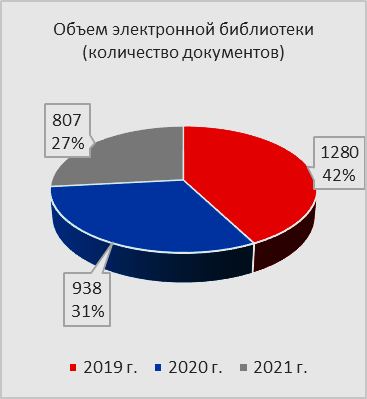 Объем электронной библиотеки
(количество документов)
807
27%
1280
42%
938
31%
2019 г.
2020 г.
2021 г.